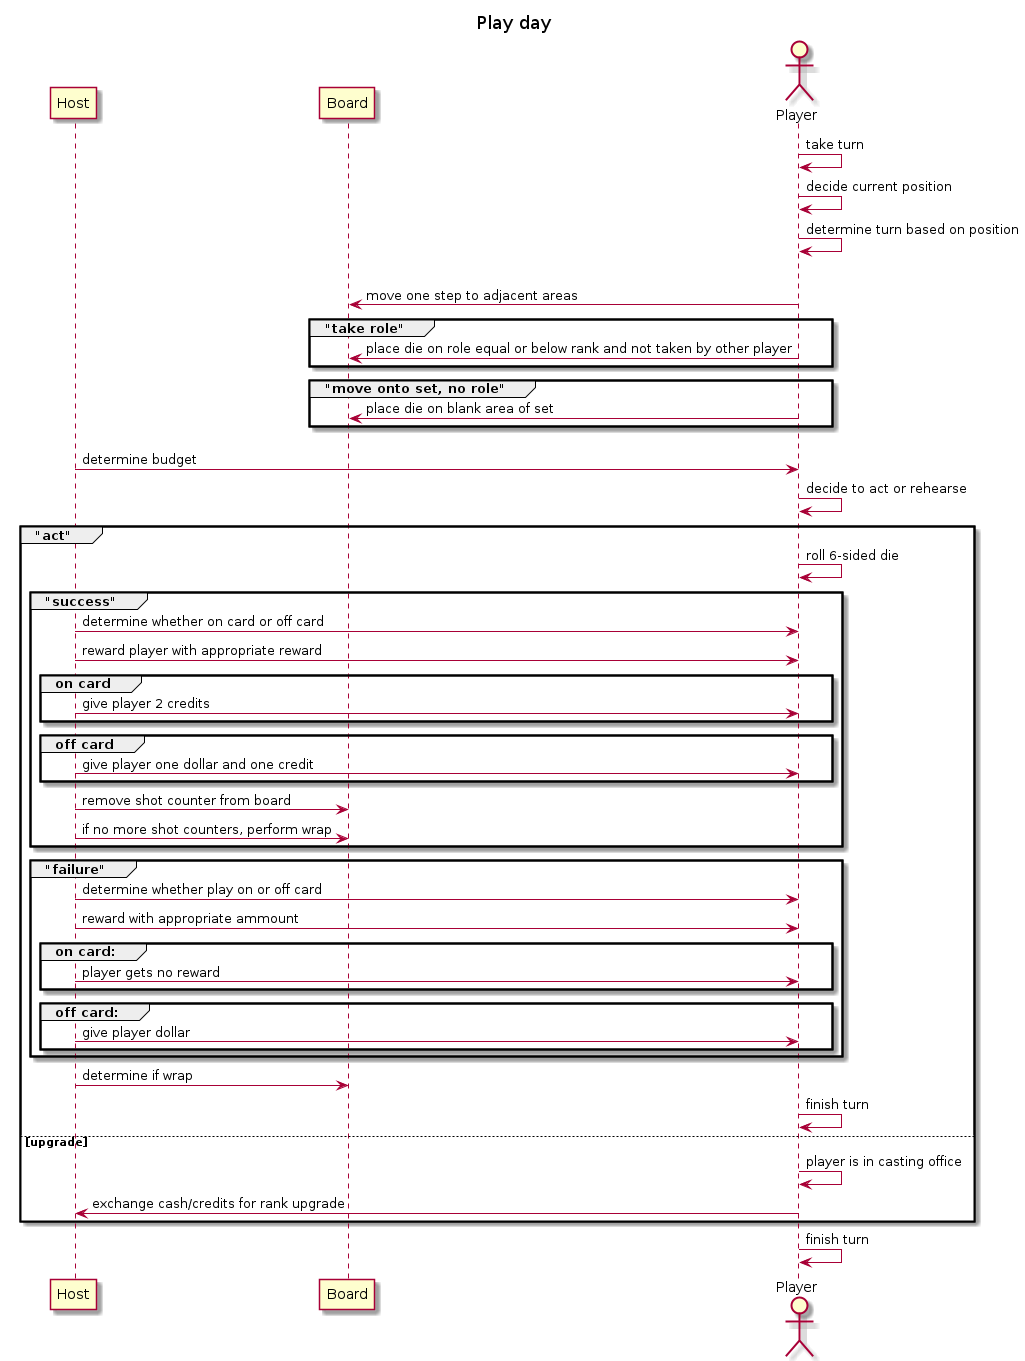 Play day
Host
Board
Player
take turn
decide current position
determine turn based on position
move one step to adjacent areas
"take role"
place die on role equal or below rank and not taken by other player
"move onto set, no role"
place die on blank area of set
determine budget
decide to act or rehearse
"act"
roll 6-sided die
"success"
determine whether on card or off card
reward player with appropriate reward
on card
give player 2 credits
off card
give player one dollar and one credit
remove shot counter from board
if no more shot counters, perform wrap
"failure"
determine whether play on or off card
reward with appropriate ammount
on card:
player gets no reward
off card:
give player dollar
determine if wrap
finish turn
[upgrade]
player is in casting office
exchange cash/credits for rank upgrade
finish turn
Host
Board
Player